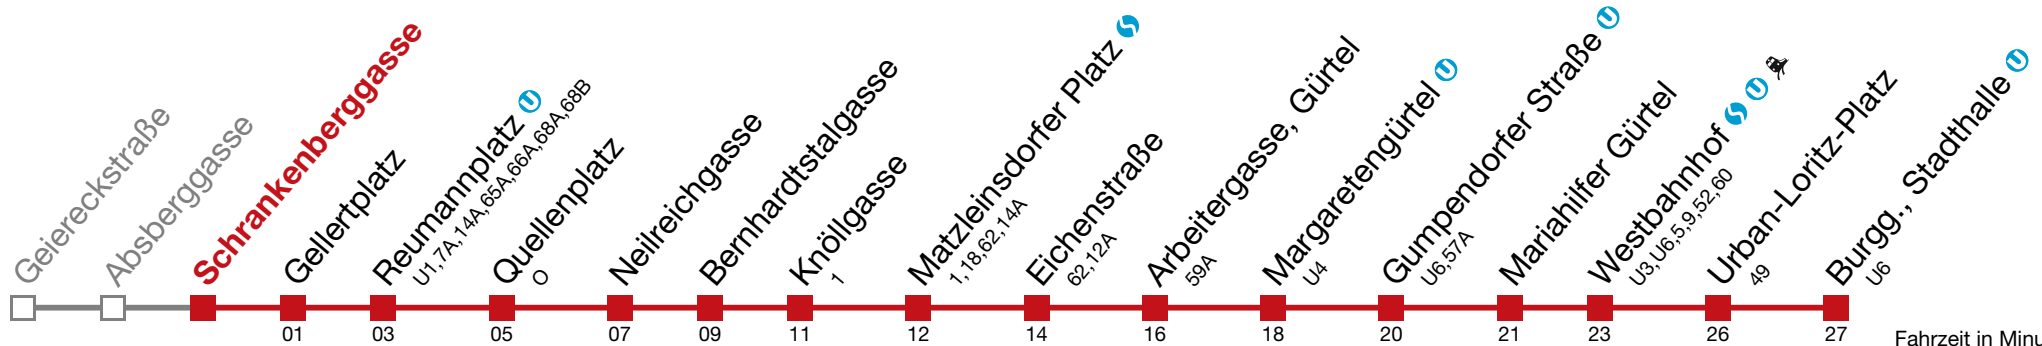 Geiereckstraße
Absberggasse
Schrankenberggasse
Gellertplatz
01
Reumannplatz U
U1,7A,14A,65A,66A,68A,68B
03
Quellenplatz
O
05
Neilreichgasse
07
Bernhardtstalgasse
09
Knöllgasse
1
11
Matzleinsdorfer Platz S
1,18,62,14A
12
Eichenstraße
62,12A
14
Arbeitergasse, Gürtel
59A
16
Margaretengürtel U
U4
18
Gumpendorfer Straße U
U6,57A
20
Mariahilfer Gürtel
21
Westbahnhof S U
U3,U6,5,9,52,60
23
Urban-Loritz-Platz
49
26
Burgg., Stadthalle U
U6
27
Fahrzeit in Minu